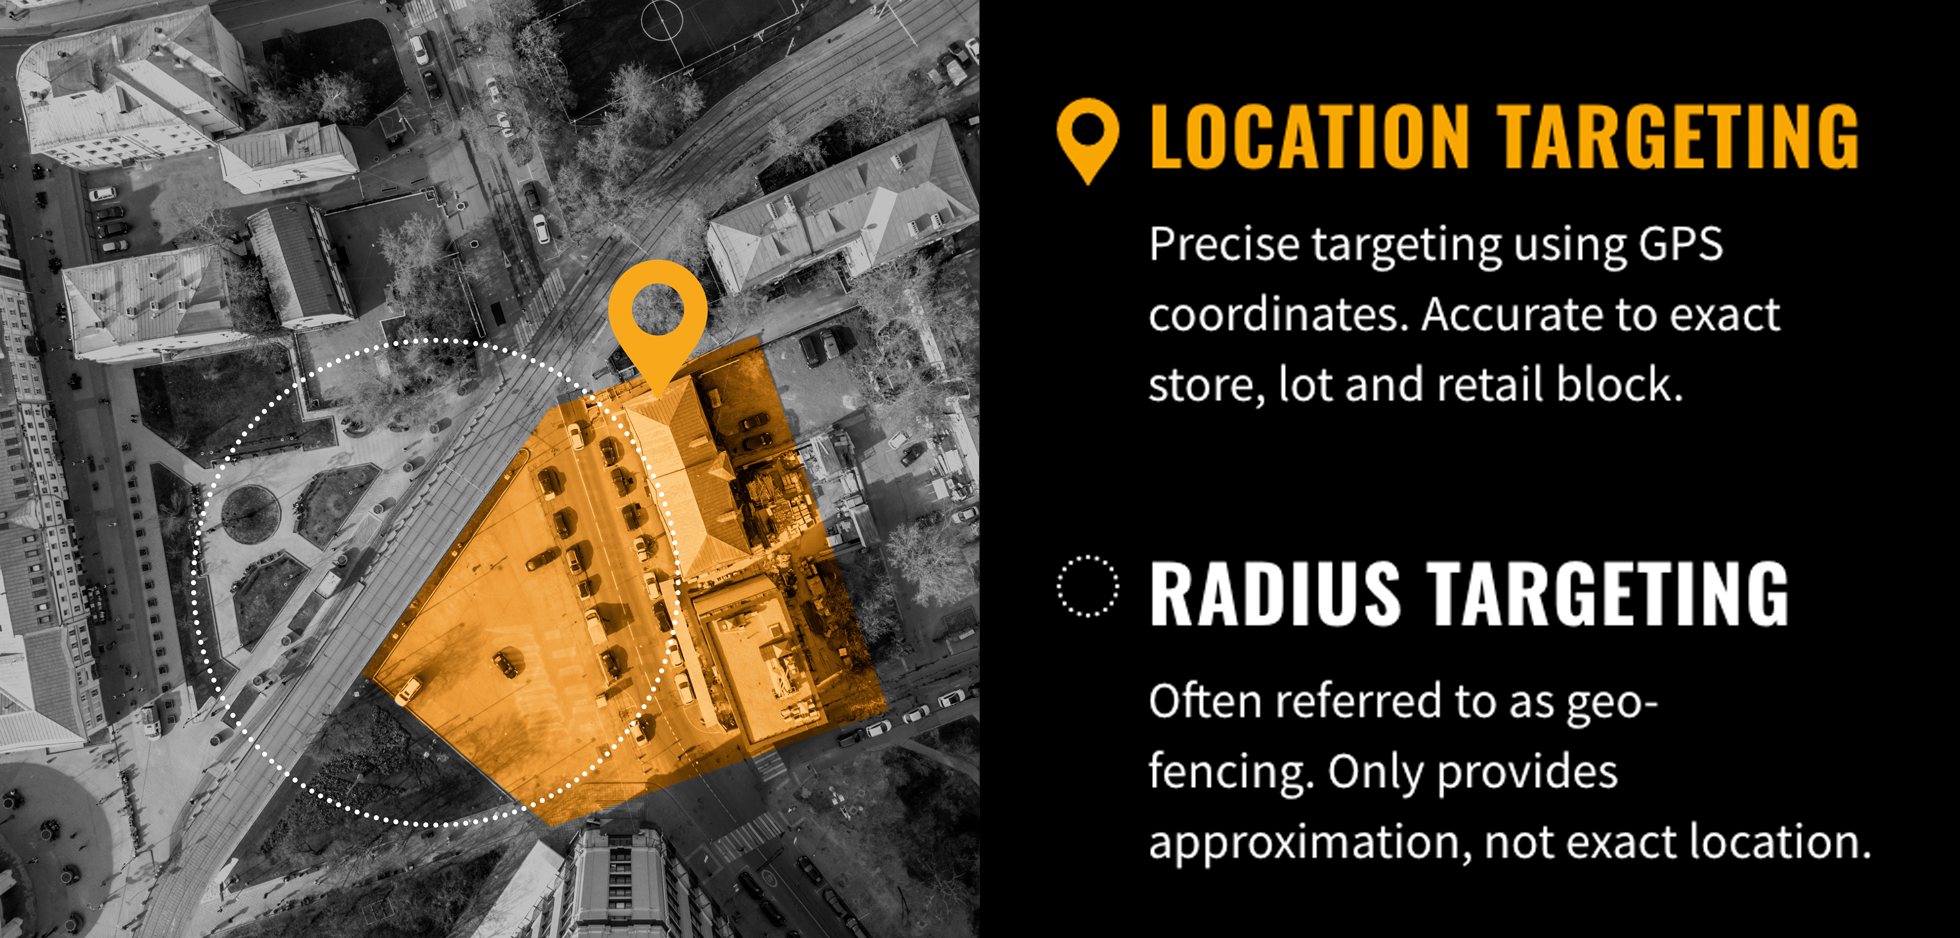 LOCATION TARGETING
Precise targeting using GPS
coordinates. Accurate to exact
store, lot and retail block.
RADIUS TARGETING
Often referred to as geo-
fencing. Only provides
approximation, not exact location.